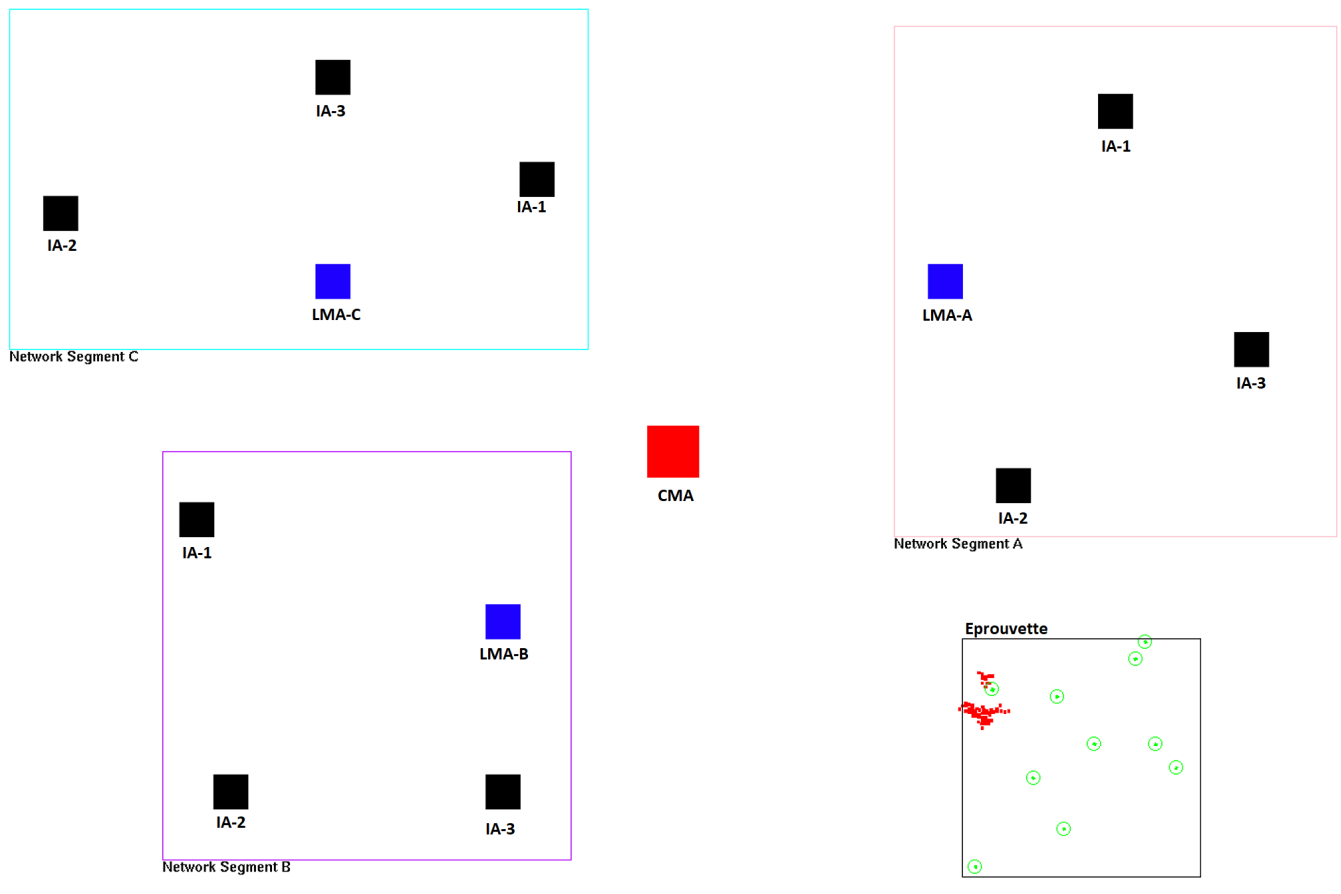 IA-3
IA-1
IA-2
LMA-C
Network Segment C
IA-1
LMA-A
IA-3
IA-2
Network Segment A
CMA
IA-1
LMA-B
IA-2
IA-3
Network Segment B
Eprouvette